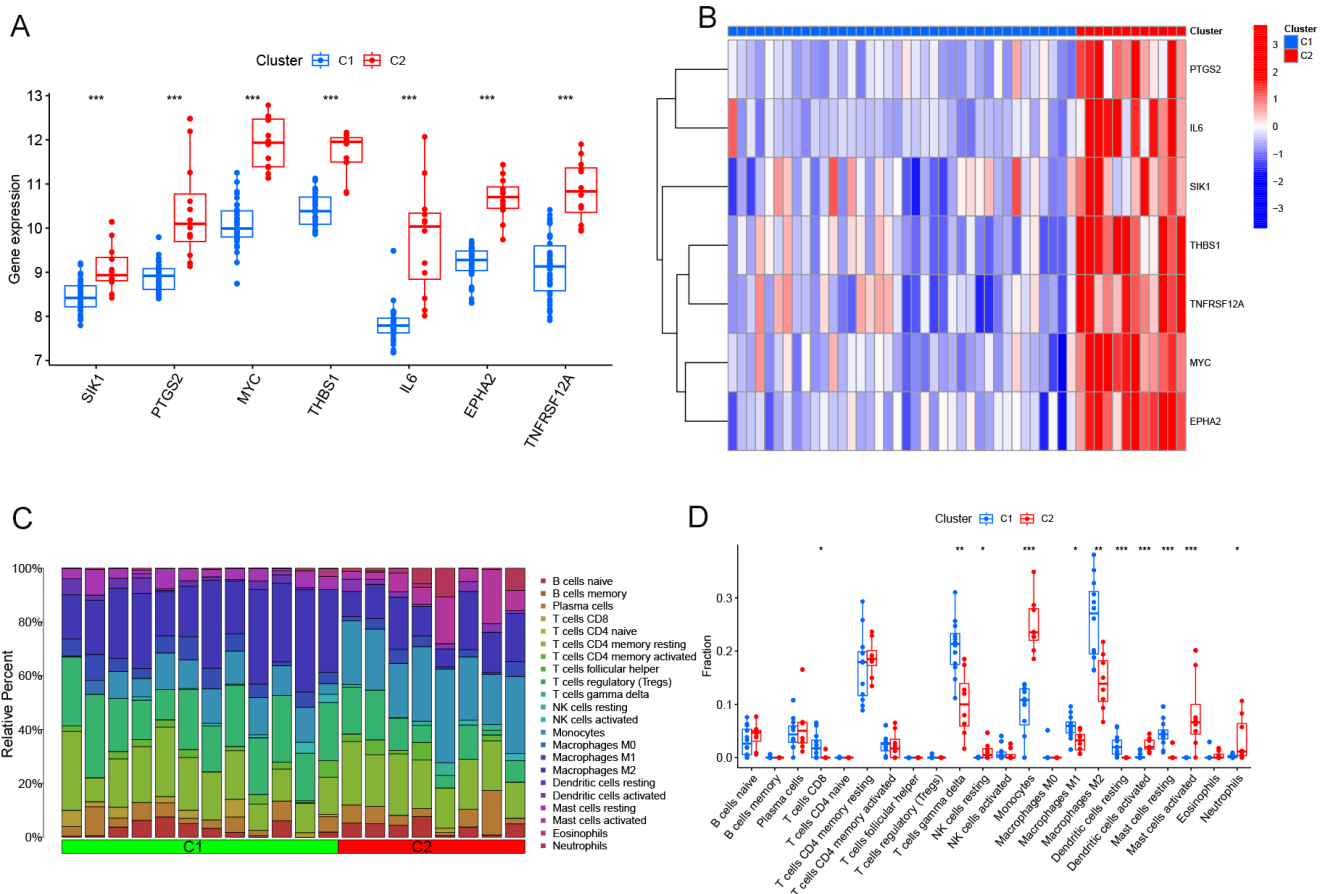 A
Cluster C1 C2
Gene expression
13
12
11
10
9
8
7
*** *** *** *** *** *** ***
SIK1
PTGS2
MYC
THBS1
IL6
EPHA2
TNFRSF12A
B
Cluster
PTGS2
IL6
SIK1
THBS1
TNFRSF12A
MYC
EPHA2
3
2
1
0
−1
−2
−3
Cluster
C1
C2
C
Relative Percent
100%
80%
60%
40%
20%
0%
C1 C2
B cells naive
B cells memory
Plasma cells
T cells CD8
T cells CD4 naive
T cells CD4 memory resting
T cells CD4 memory activated
T cells follicular helper
T cells regulatory (Tregs)
T cells gamma delta
NK cells resting
NK cells activated
Monocytes
Macrophages M0
Macrophages M1
Macrophages M2
Dendritic cells resting
Dendritic cells activated
Mast cells resting
Mast cells activated
Eosinophils
Neutrophils
D
Cluster C1 C2
Fraction
0.3
0.2
0.1
0.0
* ** * *** * ** *** *** *** *** *
B cells naive
B cells memory
Plasma cells
T cells CD8
T cells CD4 naive
T cells CD4 memory resting
T cells CD4 memory activated
T cells follicular helper
T cells regulatory (Tregs)
T cells gamma delta
NK cells resting
NK cells activated
Monocytes
Macrophages M0
Macrophages M1
Macrophages M2
Dendritic cells resting
Dendritic cells activated
Mast cells resting
Mast cells activated
Eosinophils
Neutrophils